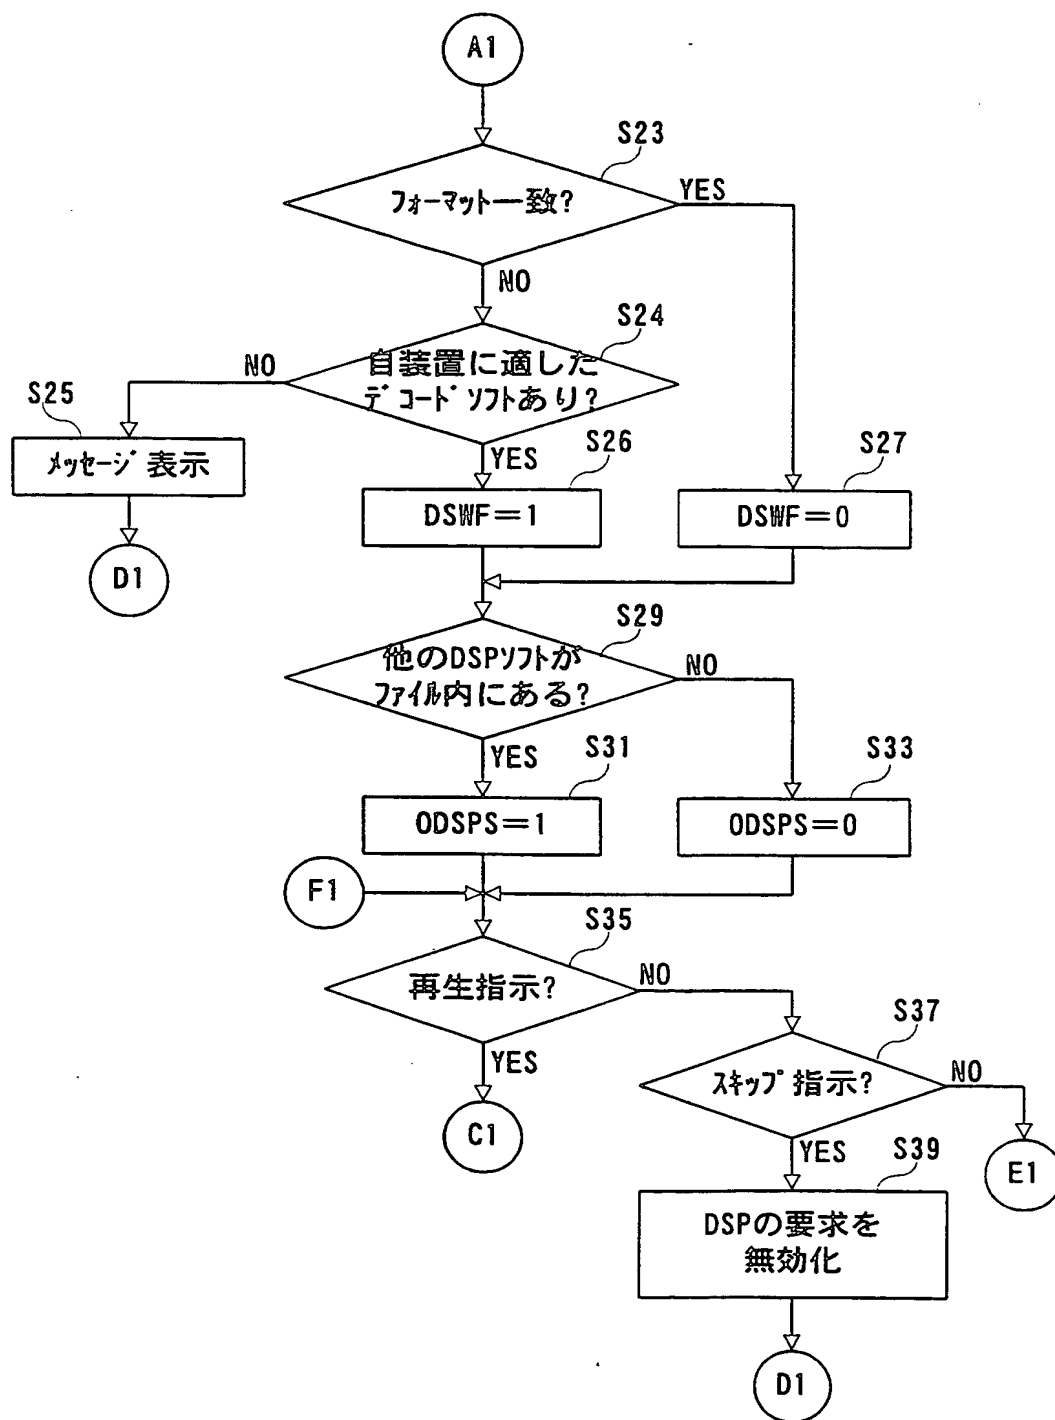 A1
S23
フォーマット一致?
YES
NO
S24
自装置に適した
デコードソフトあり?
NO
S25
メッセージ表示
D1
YES
S26
DSWF=1
S27
DSWF=0
S29
他のDSPソフトが
ファイル内にある?
NO
YES
S31
ODSPS=1
S33
ODSPS=0
F1
S35
再生指示?
NO
YES
C1
S37
スキップ指示?
NO
E1
YES
S39
DSPの要求を
無効化
D1